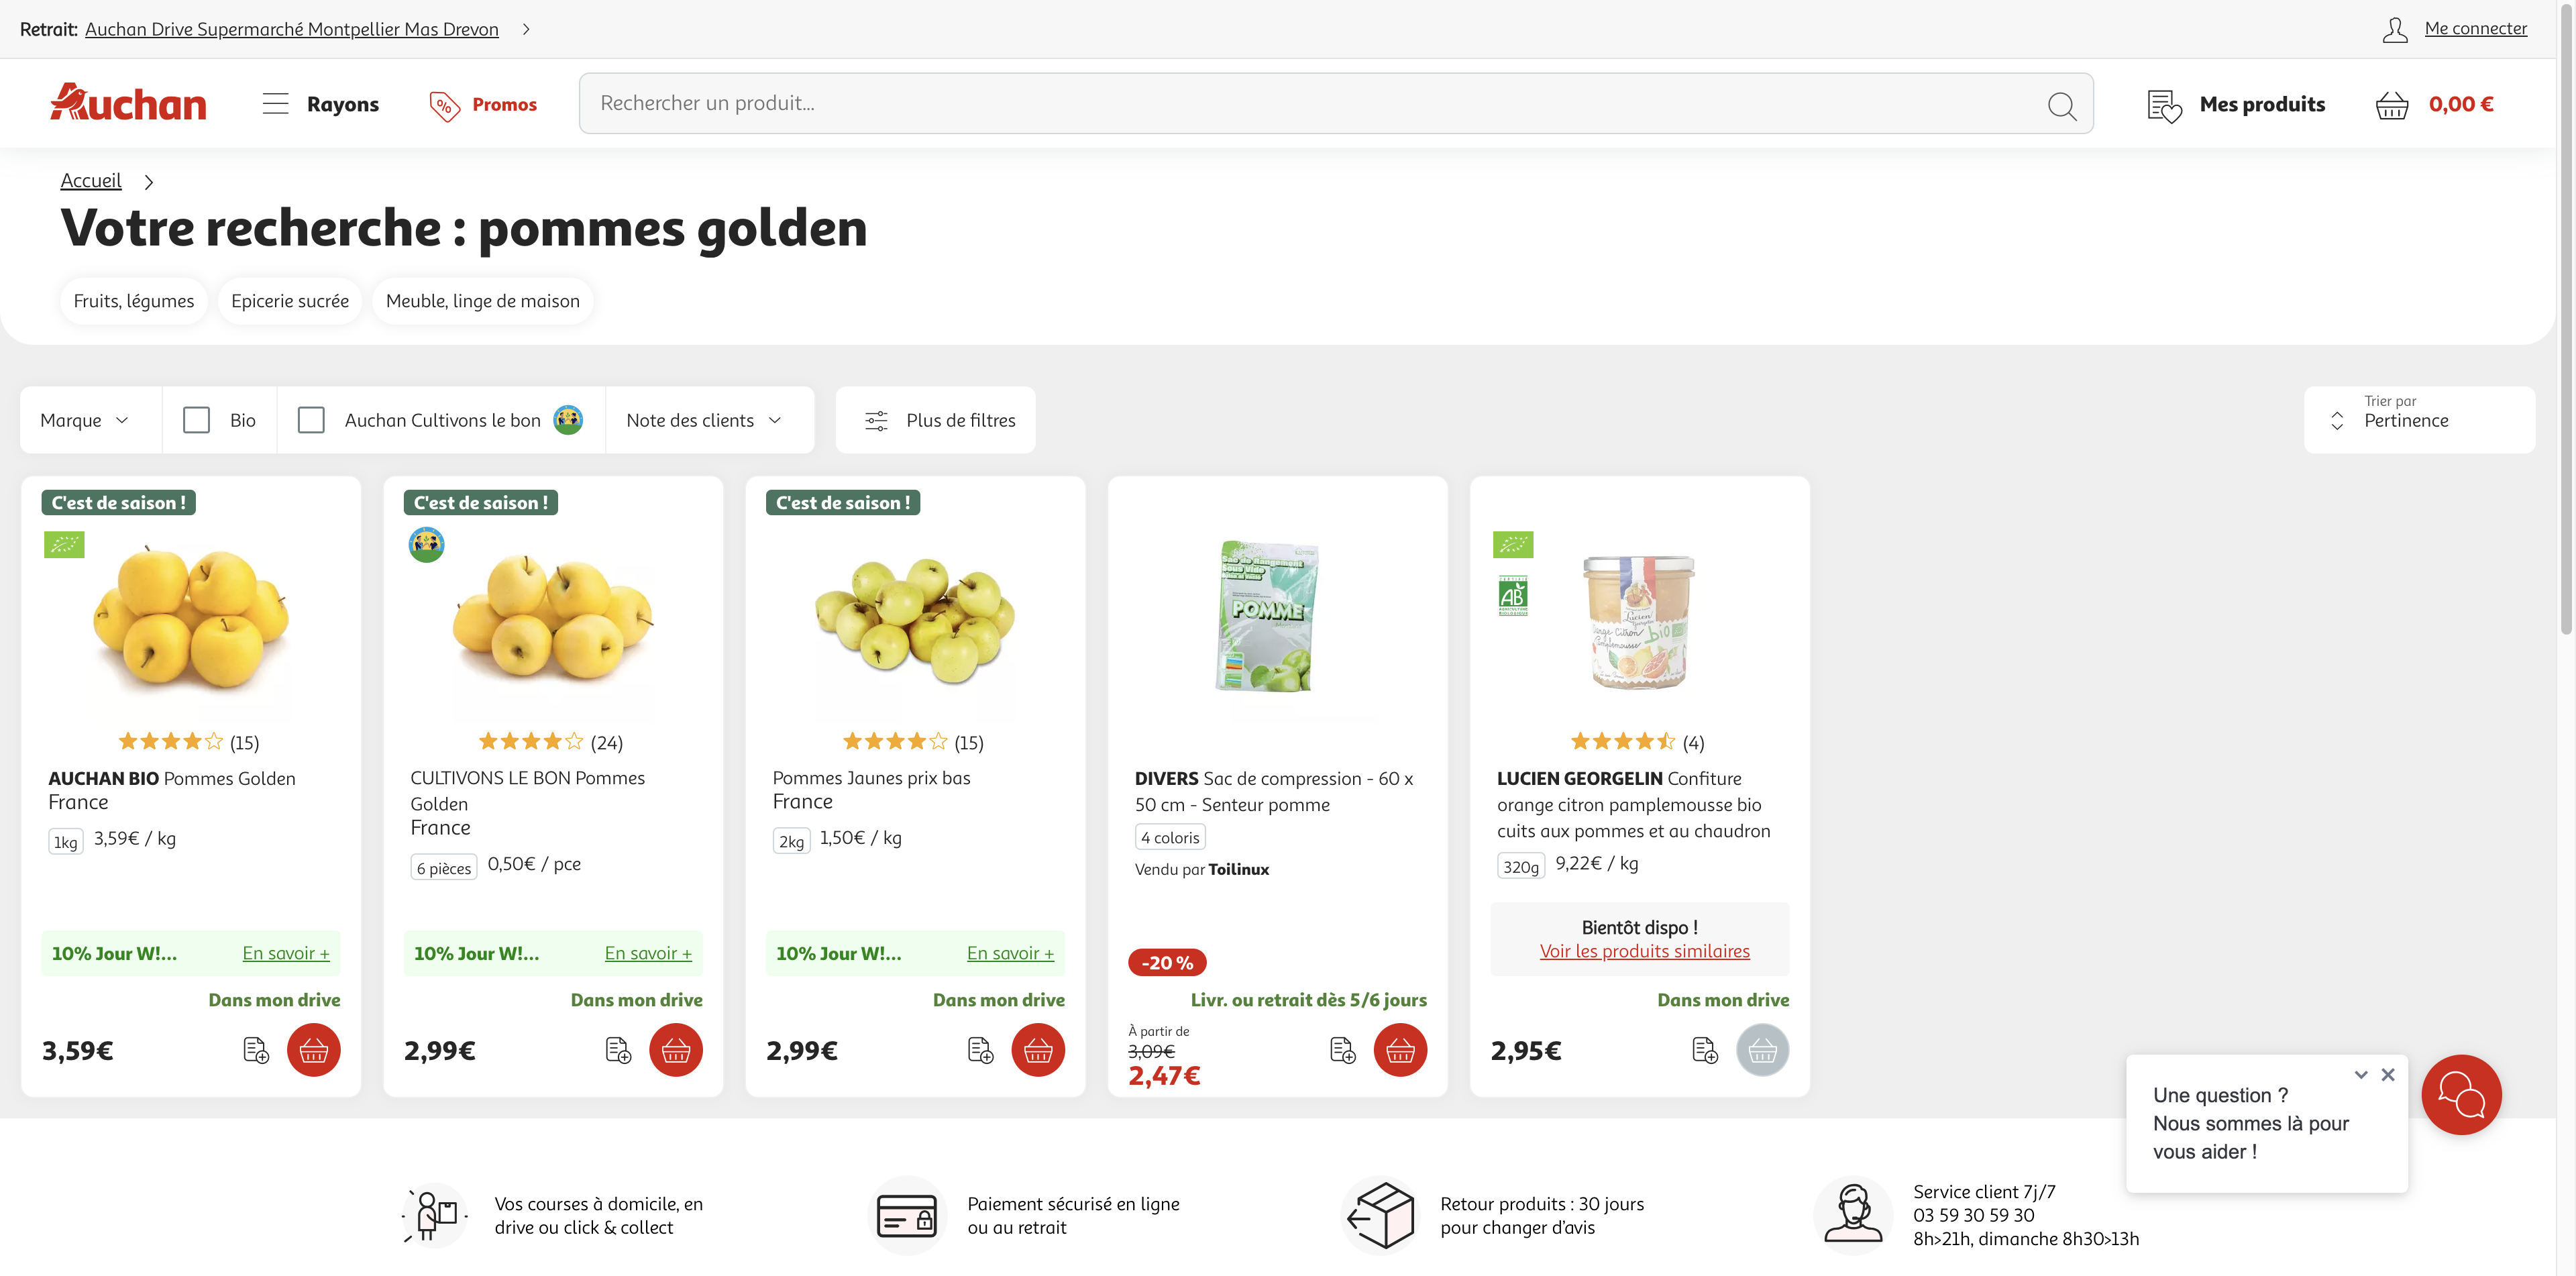 Retrait: Auchan Drive Supermarché Montpellier Mas Drevon
Me connecter
Auchan
Rayons
Promos
Rechercher un produit...
Mes produits
0,00 €
Accueil
Votre recherche : pommes golden
Fruits, légumes
Epicerie sucrée
Meuble, linge de maison
Marque
Bio
Auchan Cultivons le bon
Note des clients
Plus de filtres
Trier par
Pertinence
C'est de saison !
(15)
AUCHAN BIO Pommes Golden
France
1kg 3,59€ / kg
10% Jour W!... En savoir +
Dans mon drive
3,59€
C'est de saison !
(24)
CULTIVONS LE BON Pommes
Golden
France
6 pièces 0,50€ / pce
10% Jour W!... En savoir +
Dans mon drive
2,99€
C'est de saison !
(15)
Pommes Jaunes prix bas
France
2kg 1,50€ / kg
10% Jour W!... En savoir +
Dans mon drive
2,99€
Sac de Rangement
Sous Vide
POMME
DIVERS Sac de compression - 60 x
50 cm - Senteur pomme
4 coloris
Vendu par Toilinux
-20 %
Livr. ou retrait dès 5/6 jours
À partir de
3,09€
2,47€
AB
Lucien
Orange Citron bio
Pamplemousse
(4)
LUCIEN GEORGELIN Confiture
orange citron pamplemousse bio
cuits aux pommes et au chaudron
320g 9,22€ / kg
Bientôt dispo !
Voir les produits similaires
Dans mon drive
2,95€
Une question ?
Nous sommes là pour
vous aider !
Vos courses à domicile, en
drive ou click & collect
Paiement sécurisé en ligne
ou au retrait
Retour produits : 30 jours
pour changer d'avis
Service client 7j/7
03 59 30 59 30
8h>21h, dimanche 8h30>13h